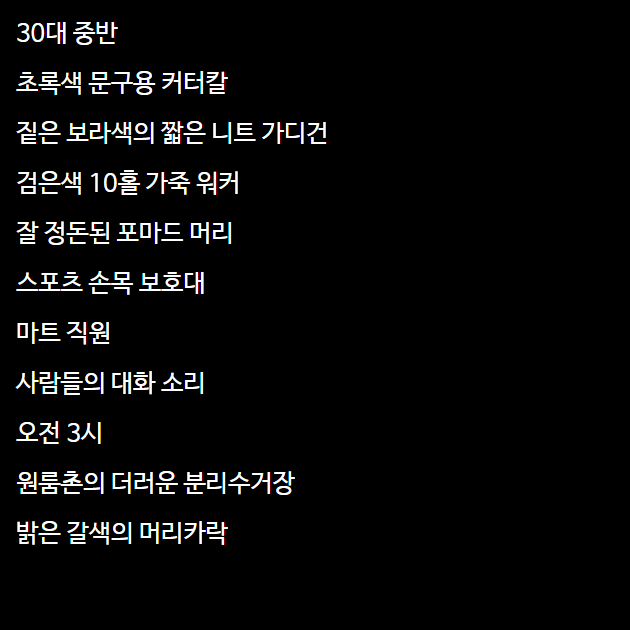 30대 중반
초록색 문구용 커터칼
짙은 보라색의 짧은 니트 가디건
검은색 10홀 가죽 워커
잘 정돈된 포마드 머리
스포츠 손목 보호대
마트 직원
사람들의 대화 소리
오전 3시
원룸촌의 더러운 분리수거장
밝은 갈색의 머리카락